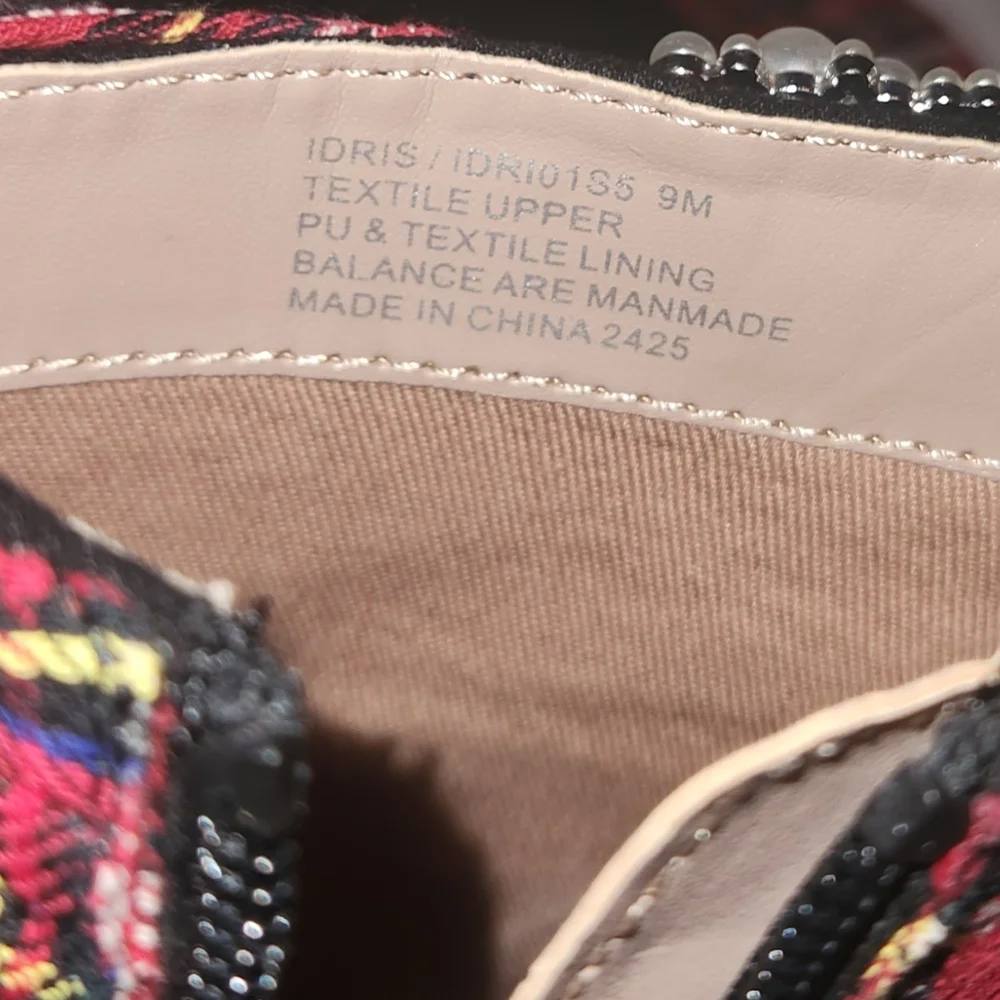 IDRIS / IDRI01S5 9M
TEXTILE UPPER
PU & TEXTILE LINING
BALANCE ARE MANMADE
MADE IN CHINA 2425